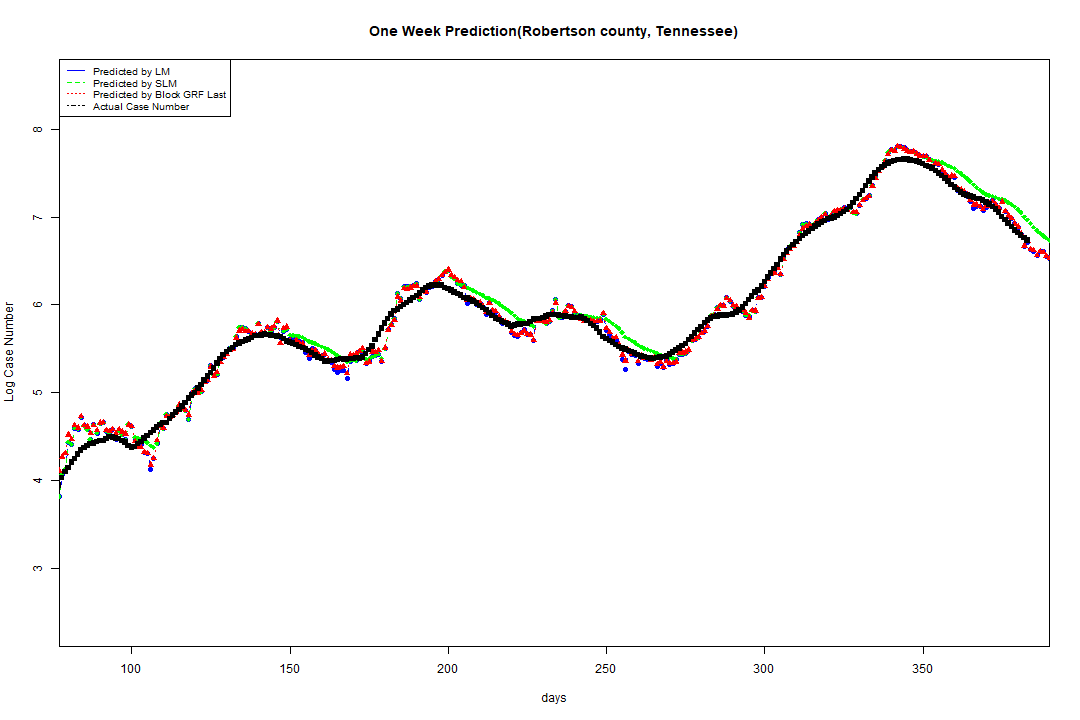 One Week Prediction(Robertson county, Tennessee)
Predicted by LM
Predicted by SLM
Predicted by Block GRF Last
Actual Case Number
8
7
6
5
4
3
Log Case Number
100 150 200 250 300 350
days